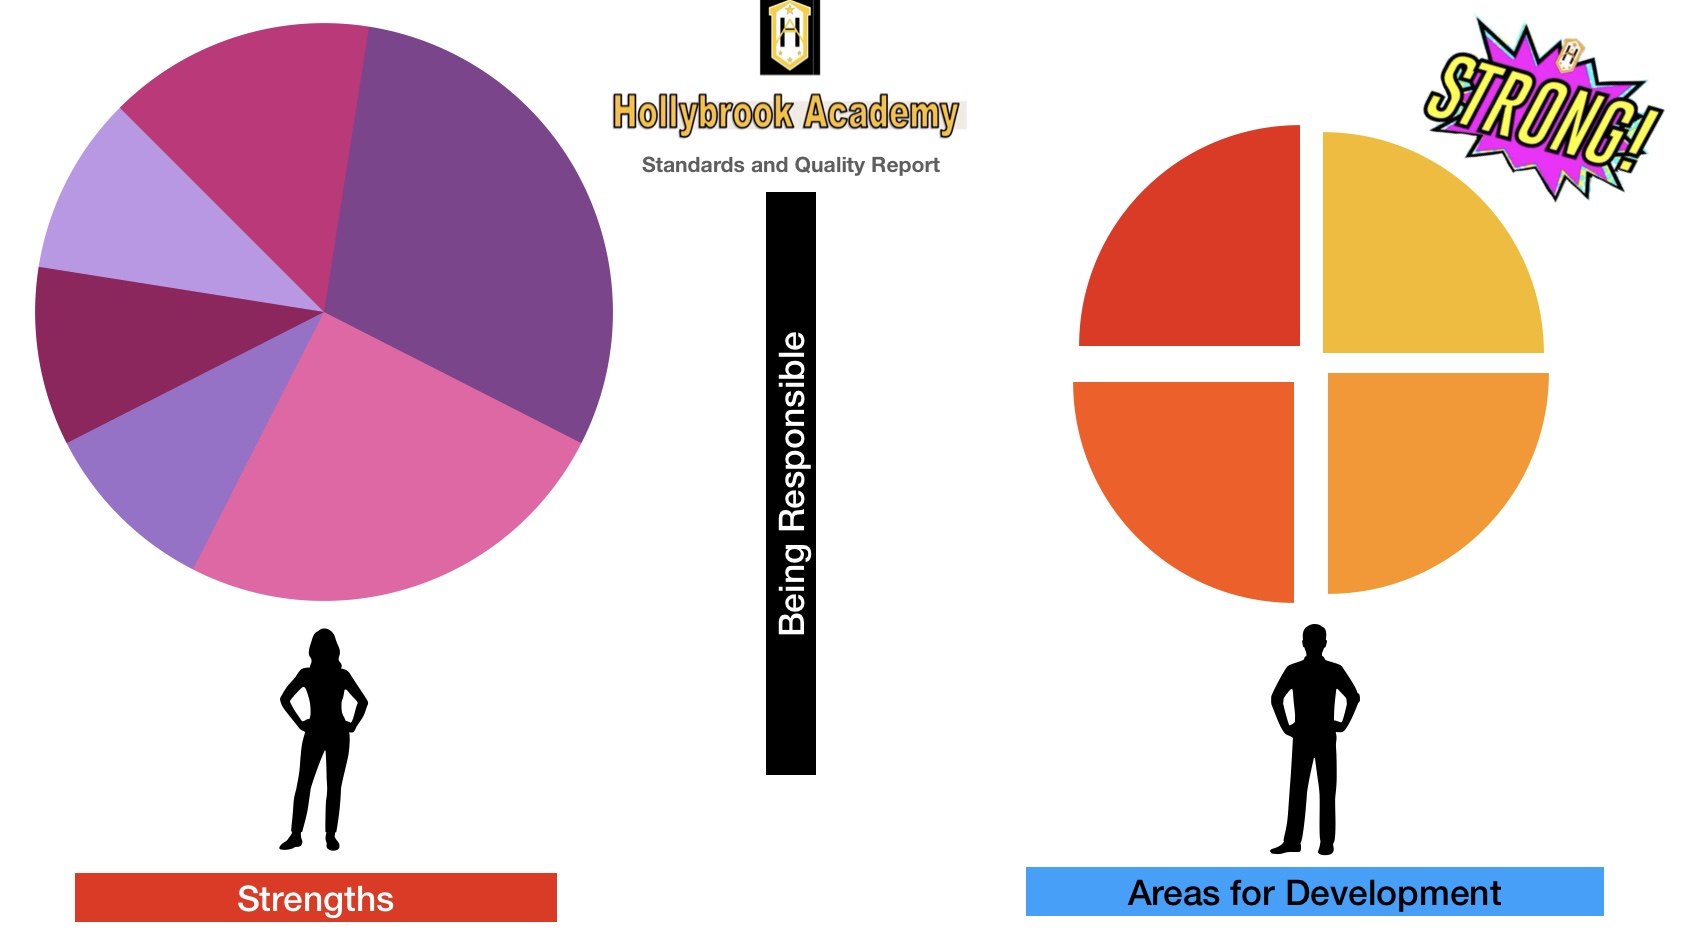 H
Hollybrook Academy
Standards and Quality Report
H
STRONG!
Being Responsible
Strengths
Areas for Development